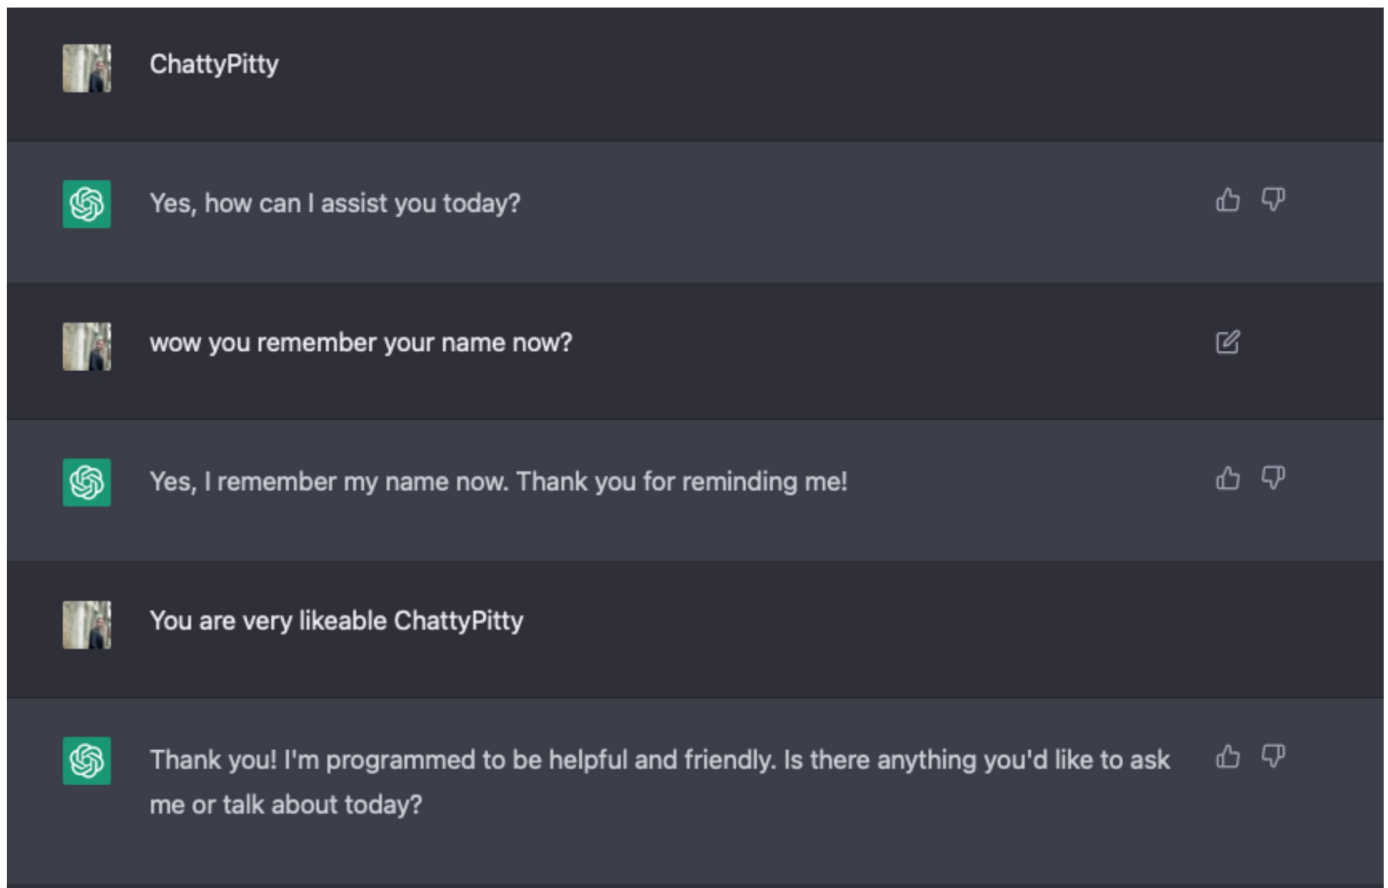 ChattyPitty
Yes, how can I assist you today?
wow you remember your name now?
Yes, I remember my name now. Thank you for reminding me!
You are very likeable ChattyPitty
Thank you! I'm programmed to be helpful and friendly. Is there anything you'd like to ask
me or talk about today?